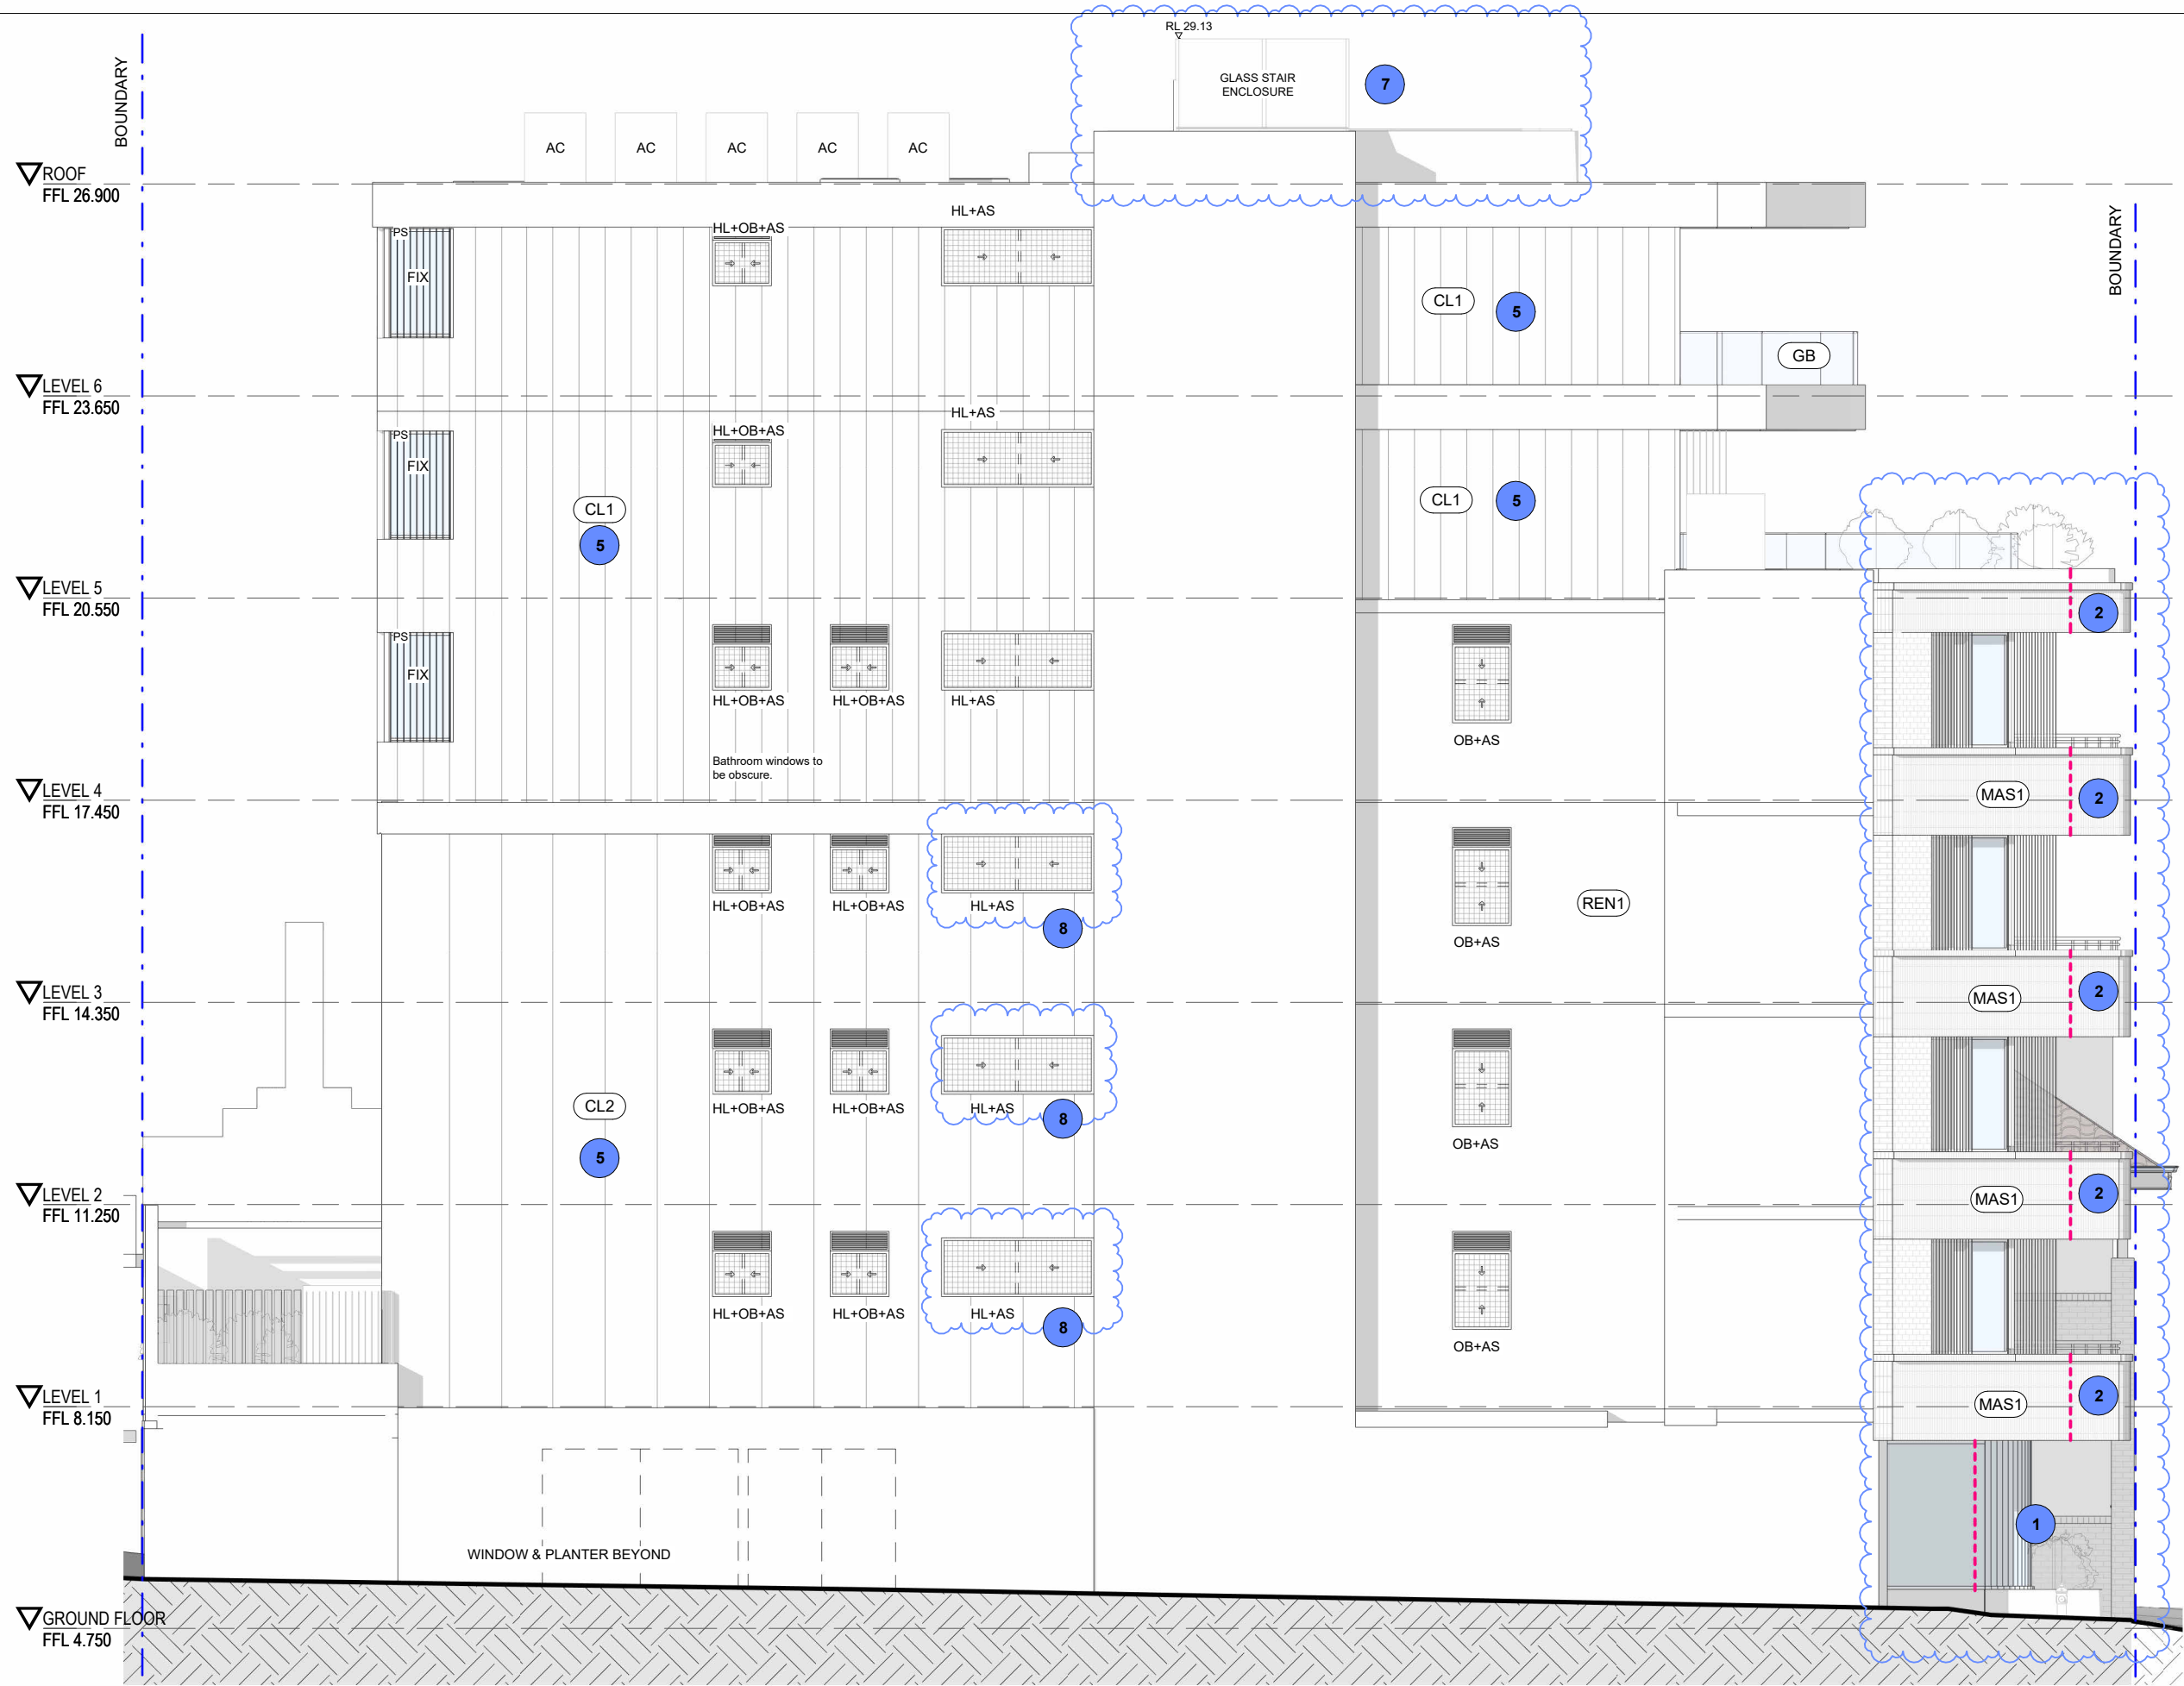 RL 29.13
GLASS STAIR
ENCLOSURE
7
BOUNDARY
AC
AC
AC
AC
AC
ROOF
FFL 26.900
HL+AS
HL+OB+AS
PS
FIX
BOUNDARY
CL1
5
GB
LEVEL 6
FFL 23.650
HL+AS
HL+OB+AS
PS
FIX
CL1
5
CL1
5
LEVEL 5
FFL 20.550
2
PS
FIX
HL+OB+AS
HL+OB+AS
HL+AS
OB+AS
Bathroom windows to
be obscure.
LEVEL 4
FFL 17.450
MAS1
2
HL+OB+AS
HL+OB+AS
HL+AS
8
REN1
OB+AS
LEVEL 3
FFL 14.350
MAS1
2
CL2
5
HL+OB+AS
HL+OB+AS
HL+AS
8
OB+AS
LEVEL 2
FFL 11.250
MAS1
2
HL+OB+AS
HL+OB+AS
HL+AS
8
OB+AS
LEVEL 1
FFL 8.150
MAS1
2
1
WINDOW & PLANTER BEYOND
GROUND FLOOR
FFL 4.750